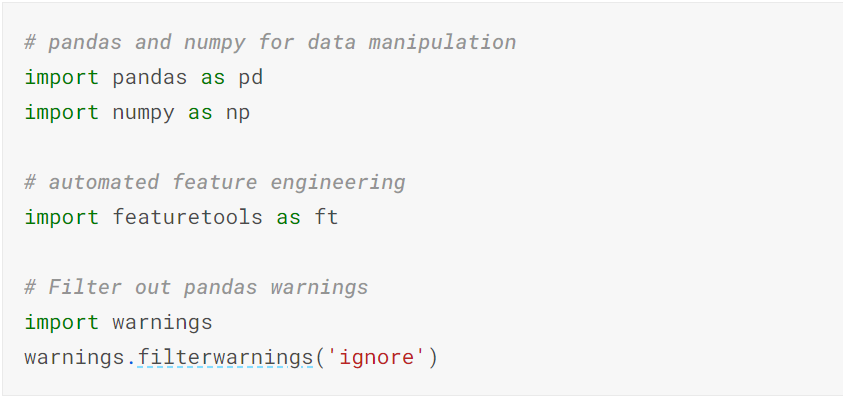 # pandas and numpy for data manipulation
import pandas as pd
import numpy as np
# automated feature engineering
import featuretools as ft
# Filter out pandas warnings
import warnings
warnings.filterwarnings('ignore')